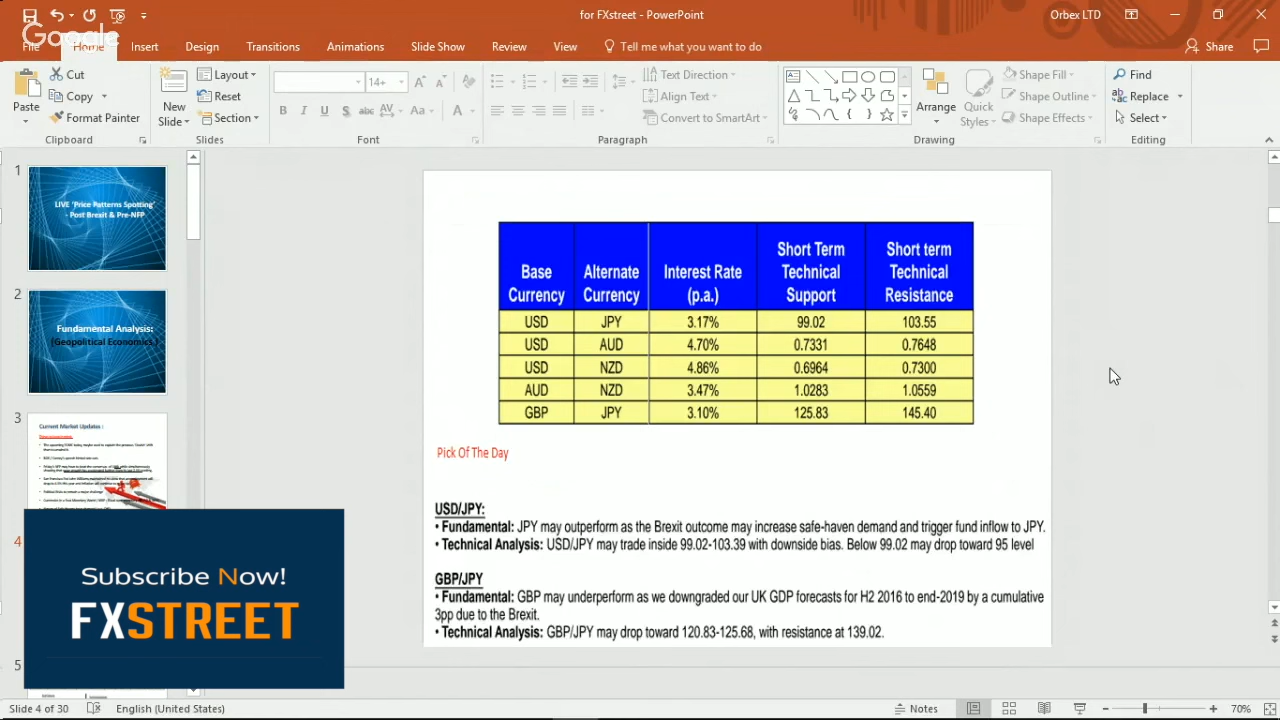 for FXstreet - PowerPoint
Orbex LTD
Google
File Home Insert Design Transitions Animations Slide Show Review View Tell me what you want to do
Share
Paste
Cut
Copy
Format Painter
Clipboard
New
Slide
Layout
Reset
Section
Slides
14+
Font
Text Direction
Align Text
Convert to SmartArt
Paragraph
Arrange
Quick
Styles
Shape Fill
Shape Outline
Shape Effects
Drawing
Find
Replace
Select
Editing
1
LIVE 'Price Patterns Spotting'
- Post Brexit & Pre-NFP
2
Fundamental Analysis:
(Geopolitical Economics )
3
Current Market Updates :
4
5
Subscribe Now!
FXSTREET
Base Currency Alternate Currency Interest Rate (p.a.) Short Term Technical Support Short term Technical Resistance
USD JPY 3.17% 99.02 103.55
USD AUD 4.70% 0.7331 0.7648
USD NZD 4.86% 0.6964 0.7300
AUD NZD 3.47% 1.0283 1.0559
GBP JPY 3.10% 125.83 145.40
Pick Of The Day
USD/JPY:
• Fundamental: JPY may outperform as the Brexit outcome may increase safe-haven demand and trigger fund inflow to JPY.
• Technical Analysis: USD/JPY may trade inside 99.02-103.39 with downside bias. Below 99.02 may drop toward 95 level
GBP/JPY
• Fundamental: GBP may underperform as we downgraded our UK GDP forecasts for H2 2016 to end-2019 by a cumulative
3pp due to the Brexit.
• Technical Analysis: GBP/JPY may drop toward 120.83-125.68, with resistance at 139.02.
Slide 4 of 30
English (United States)
Notes
70%